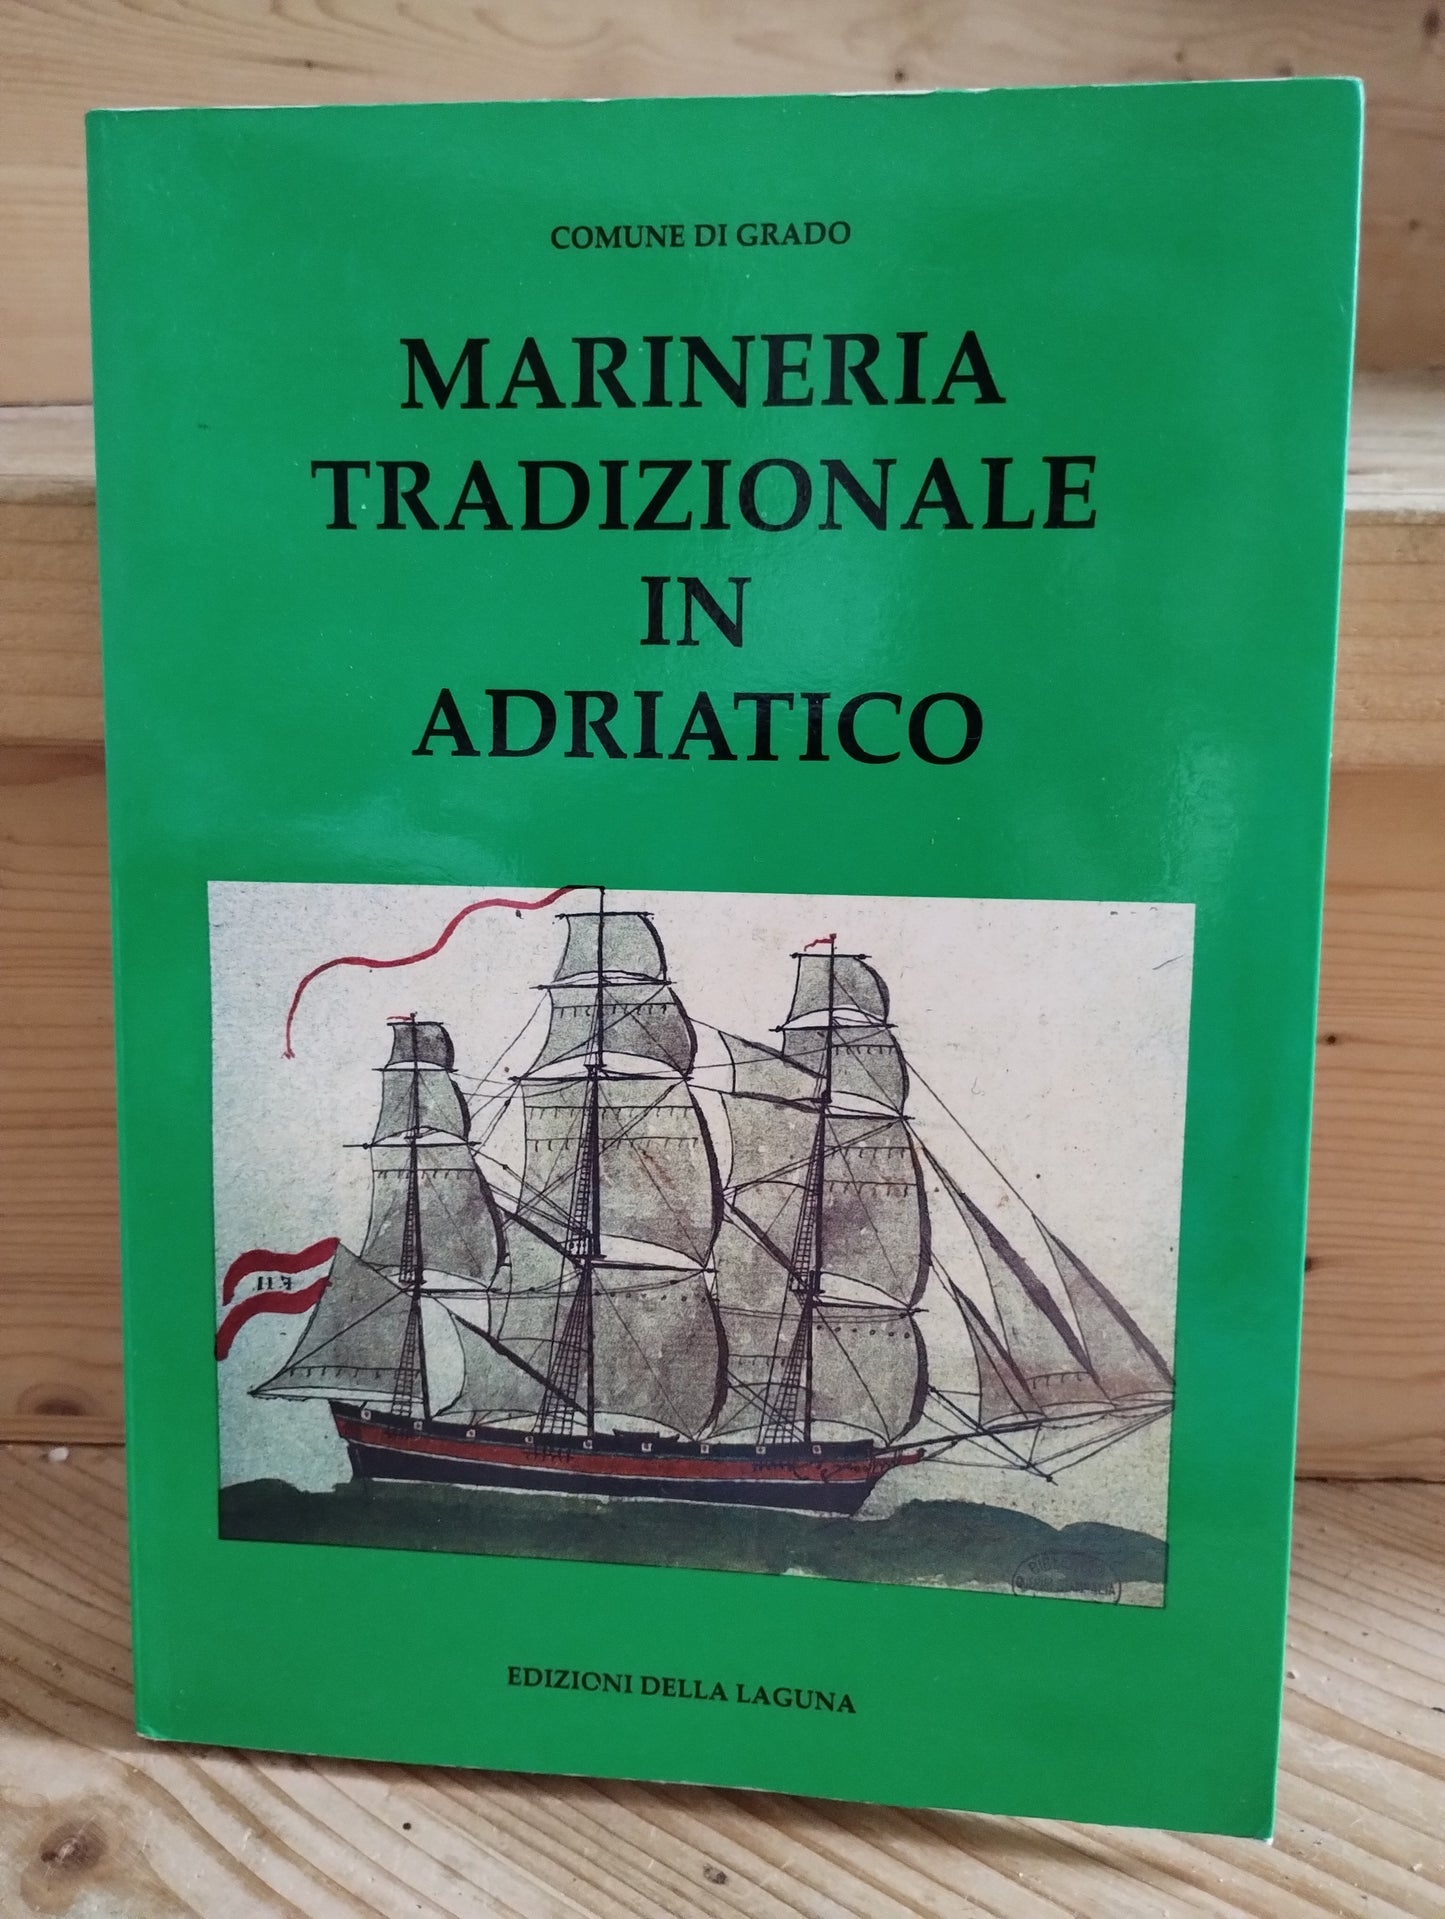 COMUNE DI GRADO
MARINERIA
TRADIZIONALE
IN
ADRIATICO
EDIZIONI DELLA LAGUNA